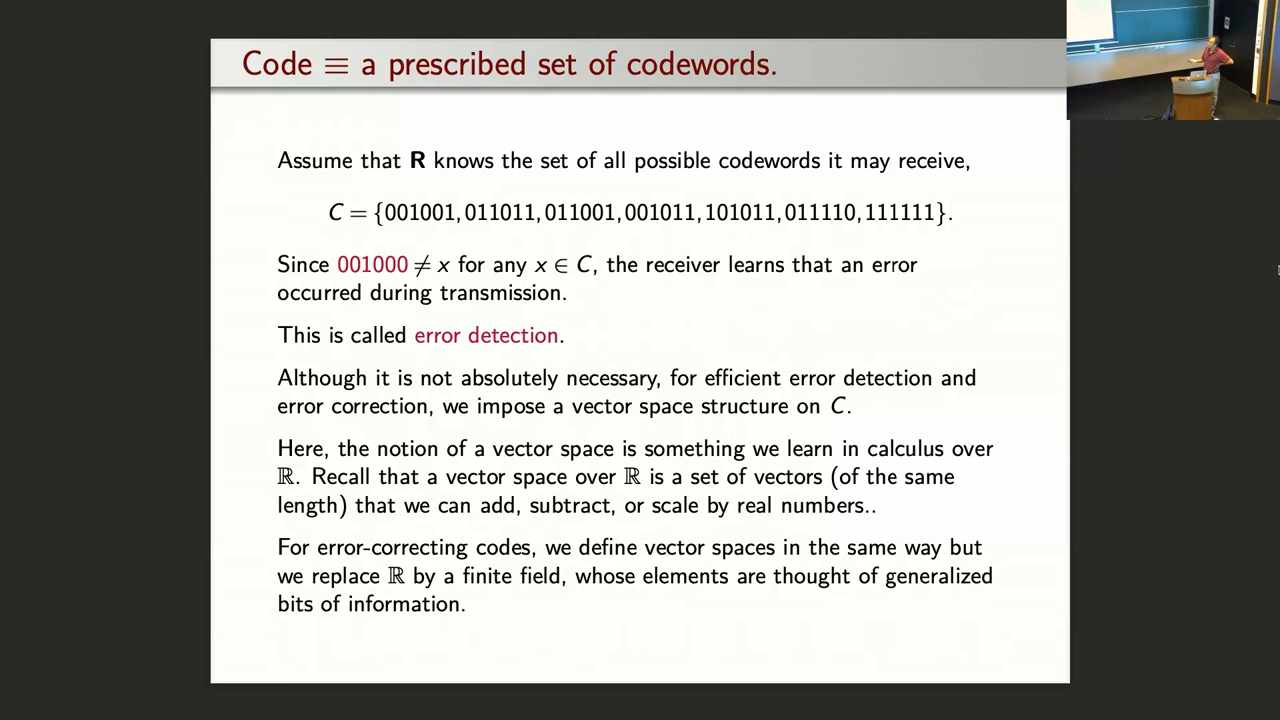 Code ≡ a prescribed set of codewords.
Assume that R knows the set of all possible codewords it may receive,
C = {001001, 011011, 011001, 001011, 101011, 011110, 111111}.
Since 001000 ≠ x for any x ∈ C, the receiver learns that an error
occurred during transmission.
This is called error detection.
Although it is not absolutely necessary, for efficient error detection and
error correction, we impose a vector space structure on C.
Here, the notion of a vector space is something we learn in calculus over
ℝ. Recall that a vector space over ℝ is a set of vectors (of the same
length) that we can add, subtract, or scale by real numbers..
For error-correcting codes, we define vector spaces in the same way but
we replace ℝ by a finite field, whose elements are thought of generalized
bits of information.